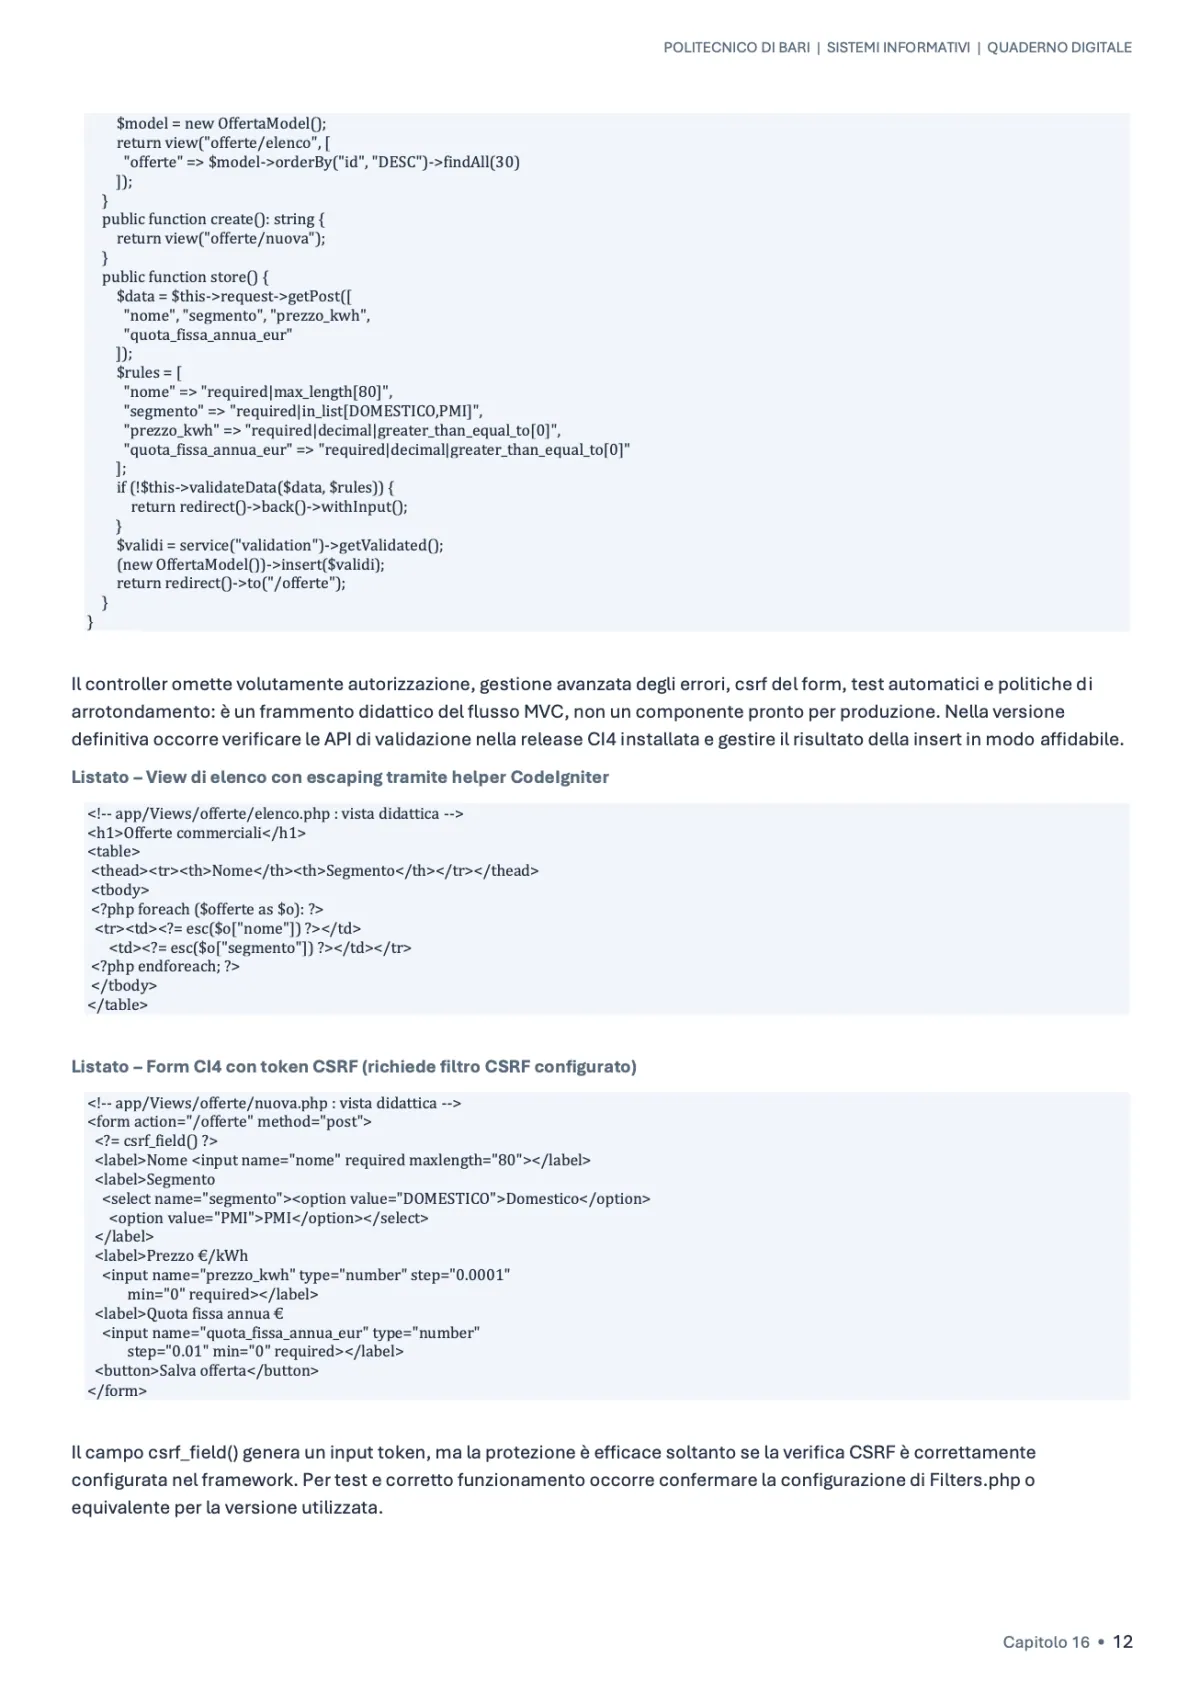 POLITECNICO DI BARI | SISTEMI INFORMATIVI | QUADERNO DIGITALE
$model = new OffertaModel();
return view("offerte/elenco", [
"offerte" => $model->orderBy("id", "DESC")->findAll(30)
]);
}
public function create(): string {
return view("offerte/nuova");
}
public function store() {
$data = $this->request->getPost([
"nome", "segmento", "prezzo_kwh",
"quota_fissa_annua_eur"
]);
$rules = [
"nome" => "required|max_length[80]",
"segmento" => "required|in_list[DOMESTICO,PMI]",
"prezzo_kwh" => "required|decimal|greater_than_equal_to[0]",
"quota_fissa_annua_eur" => "required|decimal|greater_than_equal_to[0]"
];
if (!$this->validateData($data, $rules)) {
return redirect()->back()->withInput();
}
$validi = service("validation")->getValidated();
(new OffertaModel())->insert($validi);
return redirect()->to("/offerte");
}
}
Il controller omette volutamente autorizzazione, gestione avanzata degli errori, csrf del form, test automatici e politiche di
arrotondamento: è un frammento didattico del flusso MVC, non un componente pronto per produzione. Nella versione
definitiva occorre verificare le API di validazione nella release CI4 installata e gestire il risultato della insert in modo affidabile.
Listato – View di elenco con escaping tramite helper CodeIgniter
<!-- app/Views/offerte/elenco.php : vista didattica -->
<h1>Offerte commerciali</h1>
<table>
<thead><tr><th>Nome</th><th>Segmento</th></tr></thead>
<tbody>
<?php foreach ($offerte as $o): ?>
<tr><td><?= esc($o["nome"]) ?></td>
<td><?= esc($o["segmento"]) ?></td></tr>
<?php endforeach; ?>
</tbody>
</table>
Listato – Form CI4 con token CSRF (richiede filtro CSRF configurato)
<!-- app/Views/offerte/nuova.php : vista didattica -->
<form action="/offerte" method="post">
<?= csrf_field() ?>
<label>Nome <input name="nome" required maxlength="80"></label>
<label>Segmento
<select name="segmento"><option value="DOMESTICO">Domestico</option>
<option value="PMI">PMI</option></select>
</label>
<label>Prezzo €/kWh
<input name="prezzo_kwh" type="number" step="0.0001"
min="0" required></label>
<label>Quota fissa annua €
<input name="quota_fissa_annua_eur" type="number"
step="0.01" min="0" required></label>
<button>Salva offerta</button>
</form>
Il campo csrf_field() genera un input token, ma la protezione è efficace soltanto se la verifica CSRF è correttamente
configurata nel framework. Per test e corretto funzionamento occorre confermare la configurazione di Filters.php o
equivalente per la versione utilizzata.
Capitolo 16 • 12